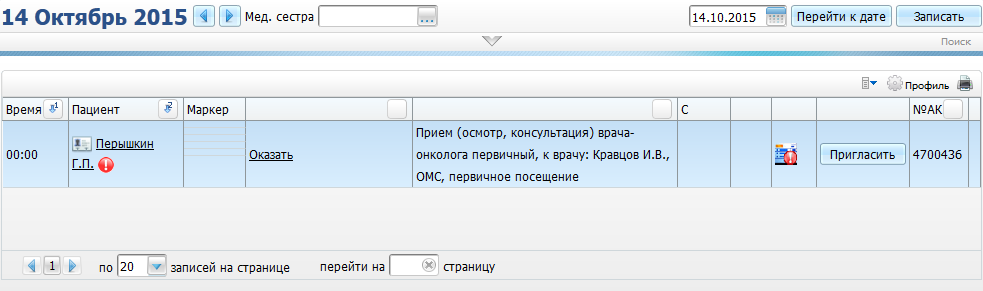 14 Октябрь 2015 Мед. сестра ... 14.10.2015 Перейти к дате Записать
Поиск
Профиль
Время 1 Пациент 2 Маркер С №АК
00:00 Перышкин Г.П. Оказать Прием (осмотр, консультация) врача-
онколога первичный, к врачу: Кравцов И.В.,
ОМС, первичное посещение
Пригласить 4700436
1 по 20 записей на странице перейти на страницу